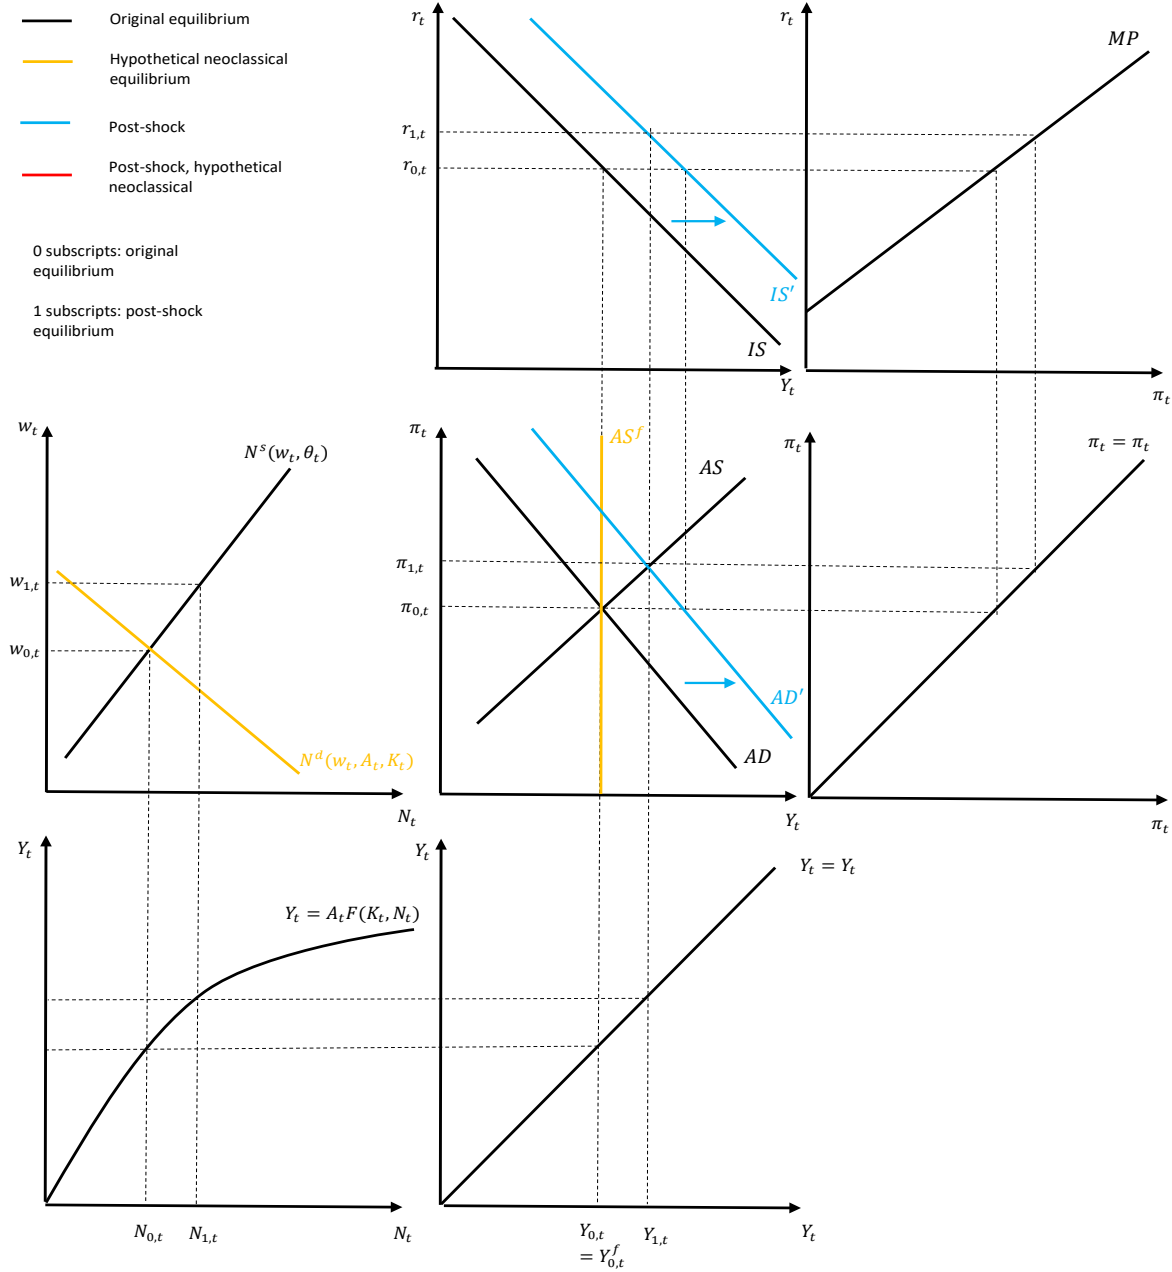 Original equilibrium
Hypothetical neoclassical
equilibrium
Post-shock
Post-shock, hypothetical
neoclassical
0 subscripts: original
equilibrium
1 subscripts: post-shock
equilibrium
r_t
r_{1,t}
r_{0,t}
IS'
IS
Y_t
r_t
MP
π_t
w_t
N^s(w_t, θ_t)
w_{1,t}
w_{0,t}
N^d(w_t, A_t, K_t)
N_t
π_t
AS^f
AS
π_{1,t}
π_{0,t}
AD'
AD
Y_t
π_t
π_t = π_t
π_t
Y_t
Y_t = A_tF(K_t, N_t)
N_{0,t}
N_{1,t}
N_t
Y_t
Y_t = Y_t
Y_{0,t}
= Y^f_{0,t}
Y_{1,t}
Y_t